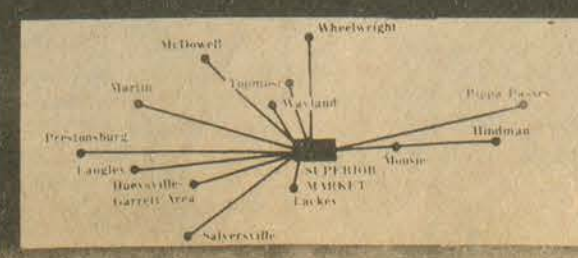 Wheelwright
McDowell
Topmost
Martin
Wayland
Pippa Passes
Hindman
Prestonsburg
Mousie
Langley
SUPERIOR
MARKET
Hueysville-
Garrett Area
Lackey
Salyersville